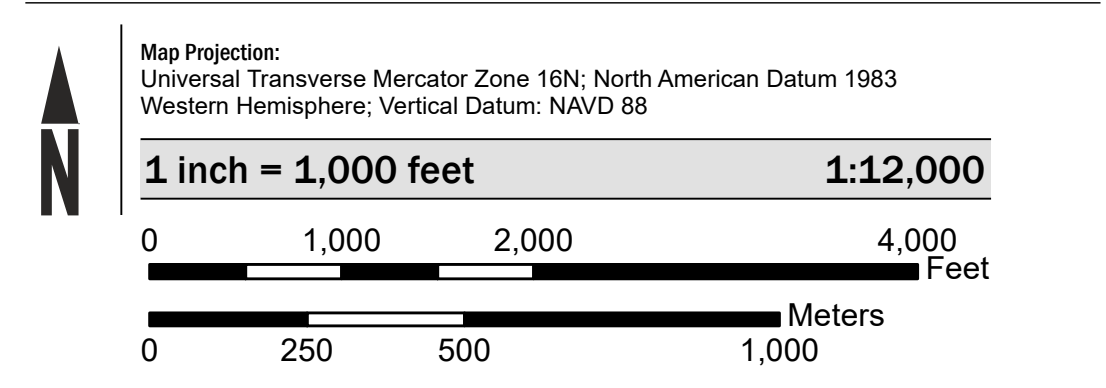 Map Projection:
Universal Transverse Mercator Zone 16N; North American Datum 1983
Western Hemisphere; Vertical Datum: NAVD 88
N
1 inch = 1,000 feet 1:12,000
0 1,000 2,000 4,000
Feet
Meters
0 250 500 1,000